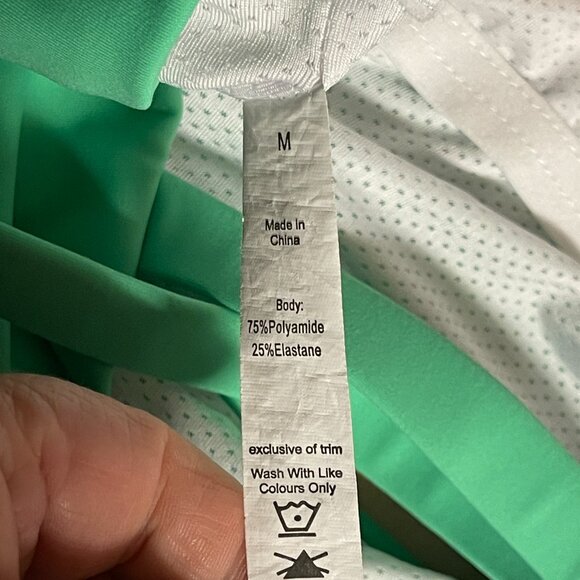 M
Made in
China
Body:
75%Polyamide
25%Elastane
exclusive of trim
Wash With Like
Colours Only